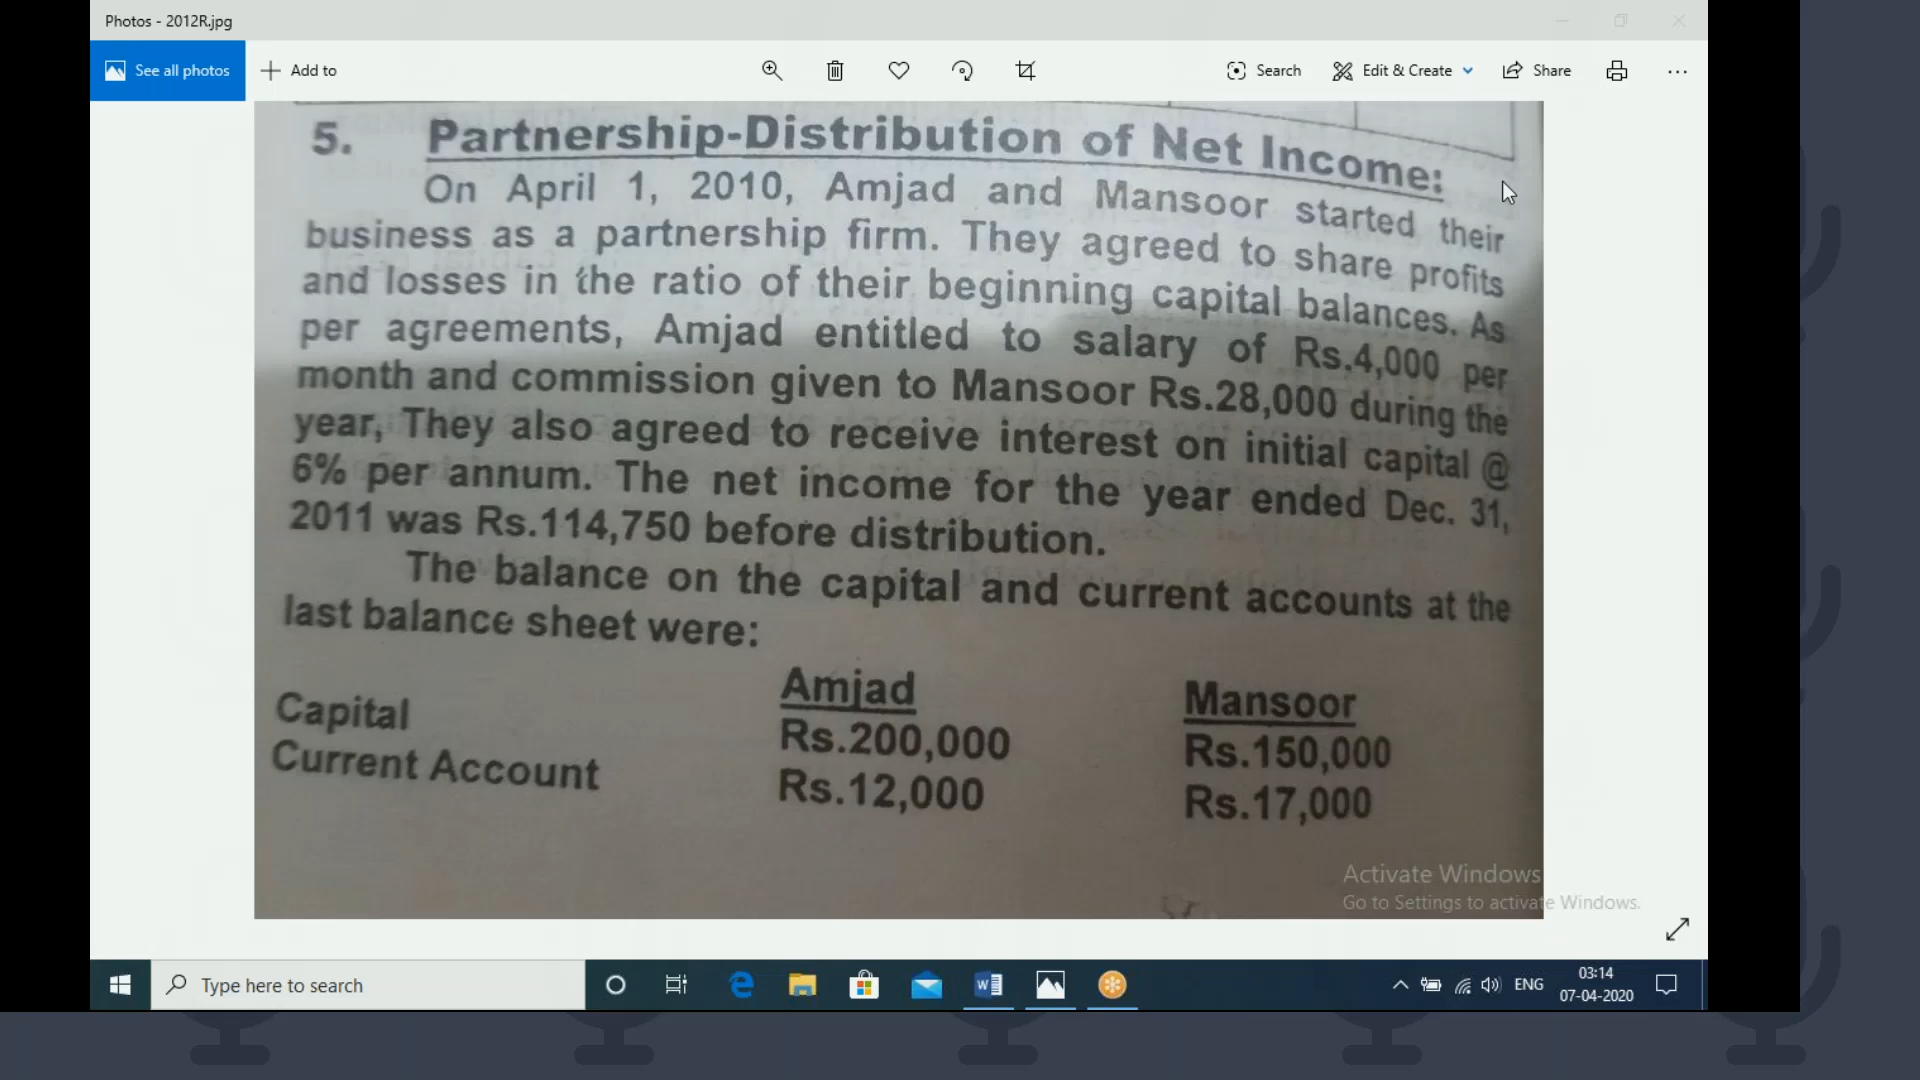 Photos - 2012R.jpg
See all photos
Add to
Search
Edit & Create
Share
5. Partnership-Distribution of Net Income:
On April 1, 2010, Amjad and Mansoor started their
business as a partnership firm. They agreed to share profits
and losses in the ratio of their beginning capital balances. As
per agreements, Amjad entitled to salary of Rs.4,000 per
month and commission given to Mansoor Rs.28,000 during the
year, They also agreed to receive interest on initial capital @
6% per annum. The net income for the year ended Dec. 31,
2011 was Rs.114,750 before distribution.
The balance on the capital and current accounts at the
last balance sheet were:
Amjad Mansoor
Capital Rs.200,000 Rs.150,000
Current Account Rs.12,000 Rs.17,000
Activate Windows
Go to Settings to activate Windows.
Type here to search
ENG
03:14
07-04-2020